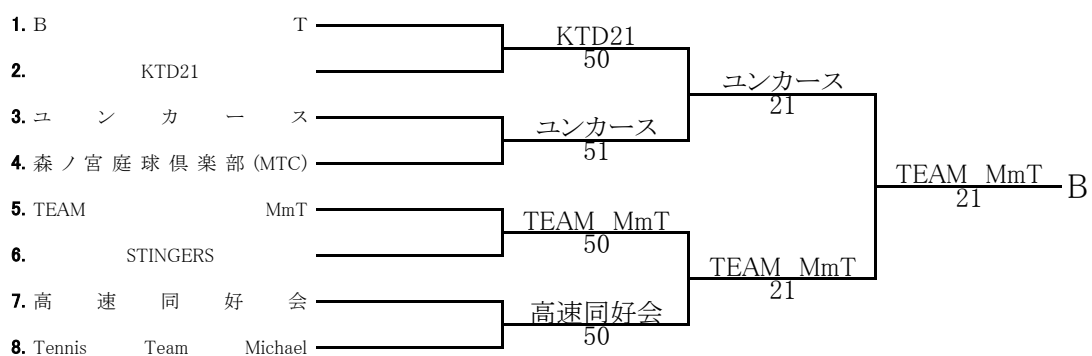 1. B T
KTD21
50
2. KTD21
ユンカース
21
3. ユンカース
ユンカース
51
4. 森ノ宮庭球倶楽部(MTC)
TEAM MmT
21
B
5. TEAM MmT
TEAM MmT
50
6. STINGERS
TEAM MmT
21
7. 高速同好会
高速同好会
50
8. Tennis Team Michael